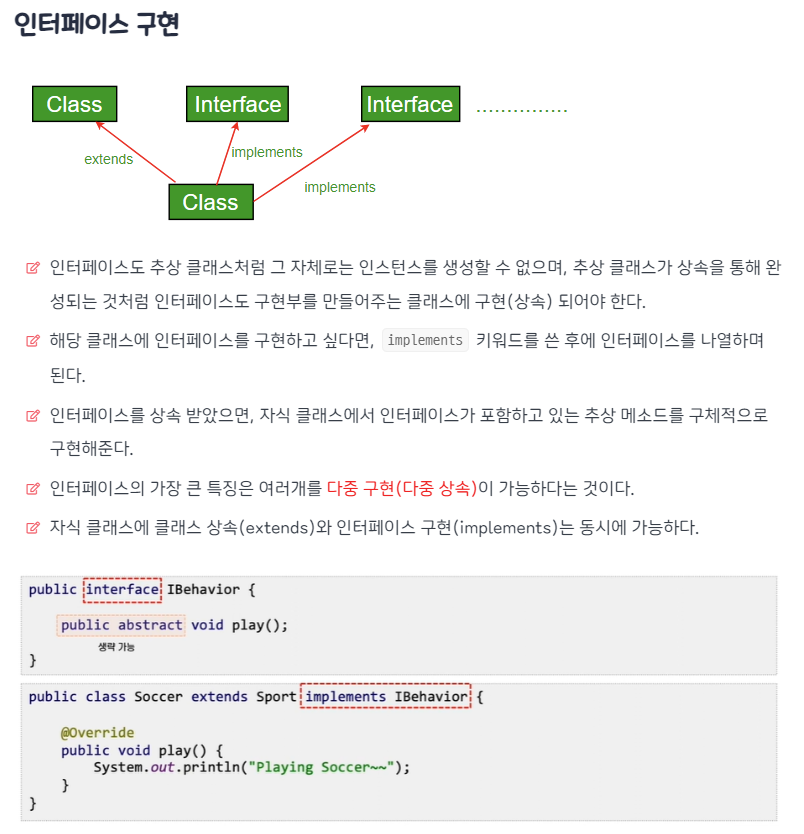 인터페이스 구현
Class Interface Interface ...............
extends implements
implements
Class
인터페이스도 추상 클래스처럼 그 자체로는 인스턴스를 생성할 수 없으며, 추상 클래스가 상속을 통해 완
성되는 것처럼 인터페이스도 구현부를 만들어주는 클래스에 구현(상속) 되어야 한다.
해당 클래스에 인터페이스를 구현하고 싶다면, implements 키워드를 쓴 후에 인터페이스를 나열하며
된다.
인터페이스를 상속 받았으면, 자식 클래스에서 인터페이스가 포함하고 있는 추상 메소드를 구체적으로
구현해준다.
인터페이스의 가장 큰 특징은 여러개를 다중 구현(다중 상속)이 가능하다는 것이다.
자식 클래스에 클래스 상속(extends)와 인터페이스 구현(implements)는 동시에 가능하다.
public interface IBehavior {
public abstract void play();
생략 가능
}
public class Soccer extends Sport implements IBehavior {
@Override
public void play() {
System.out.println("Playing Soccer~~");
}
}